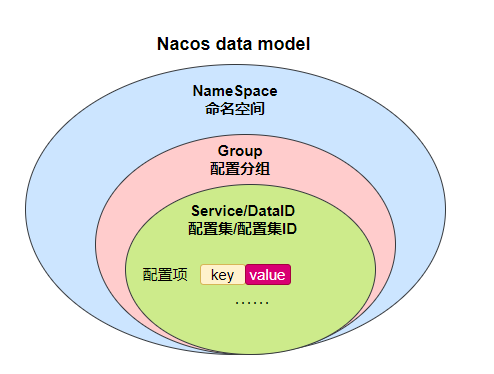 Nacos data model
NameSpace
命名空间
Group
配置分组
Service/DataID
配置集/配置集ID
配置项 key value
······